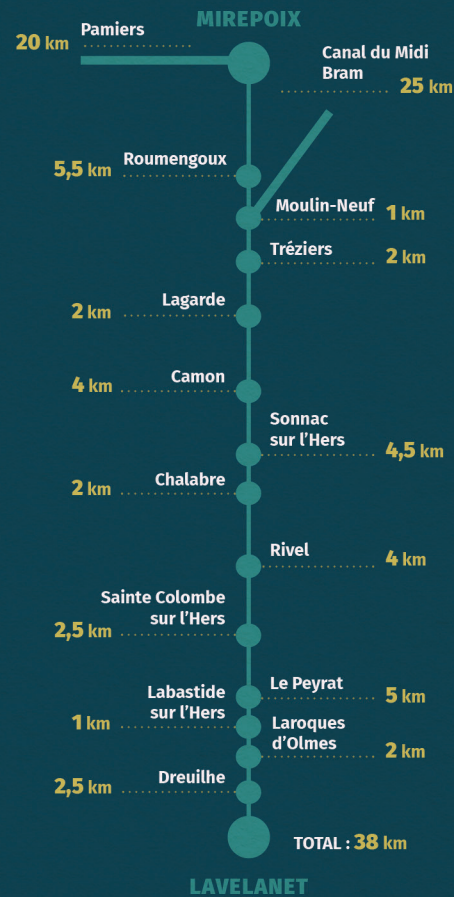 MIREPOIX
Pamiers
20 km
Canal du Midi
Bram
25 km
Roumengoux
5,5 km
Moulin-Neuf
1 km
Tréziers
2 km
Lagarde
2 km
Camon
4 km
Sonnac
sur l'Hers
4,5 km
Chalabre
2 km
Rivel
4 km
Sainte Colombe
sur l'Hers
2,5 km
Le Peyrat
5 km
Labastide
sur l'Hers
1 km
Laroques
d'Olmes
2 km
Dreuilhe
2,5 km
TOTAL : 38 km
LAVELANET